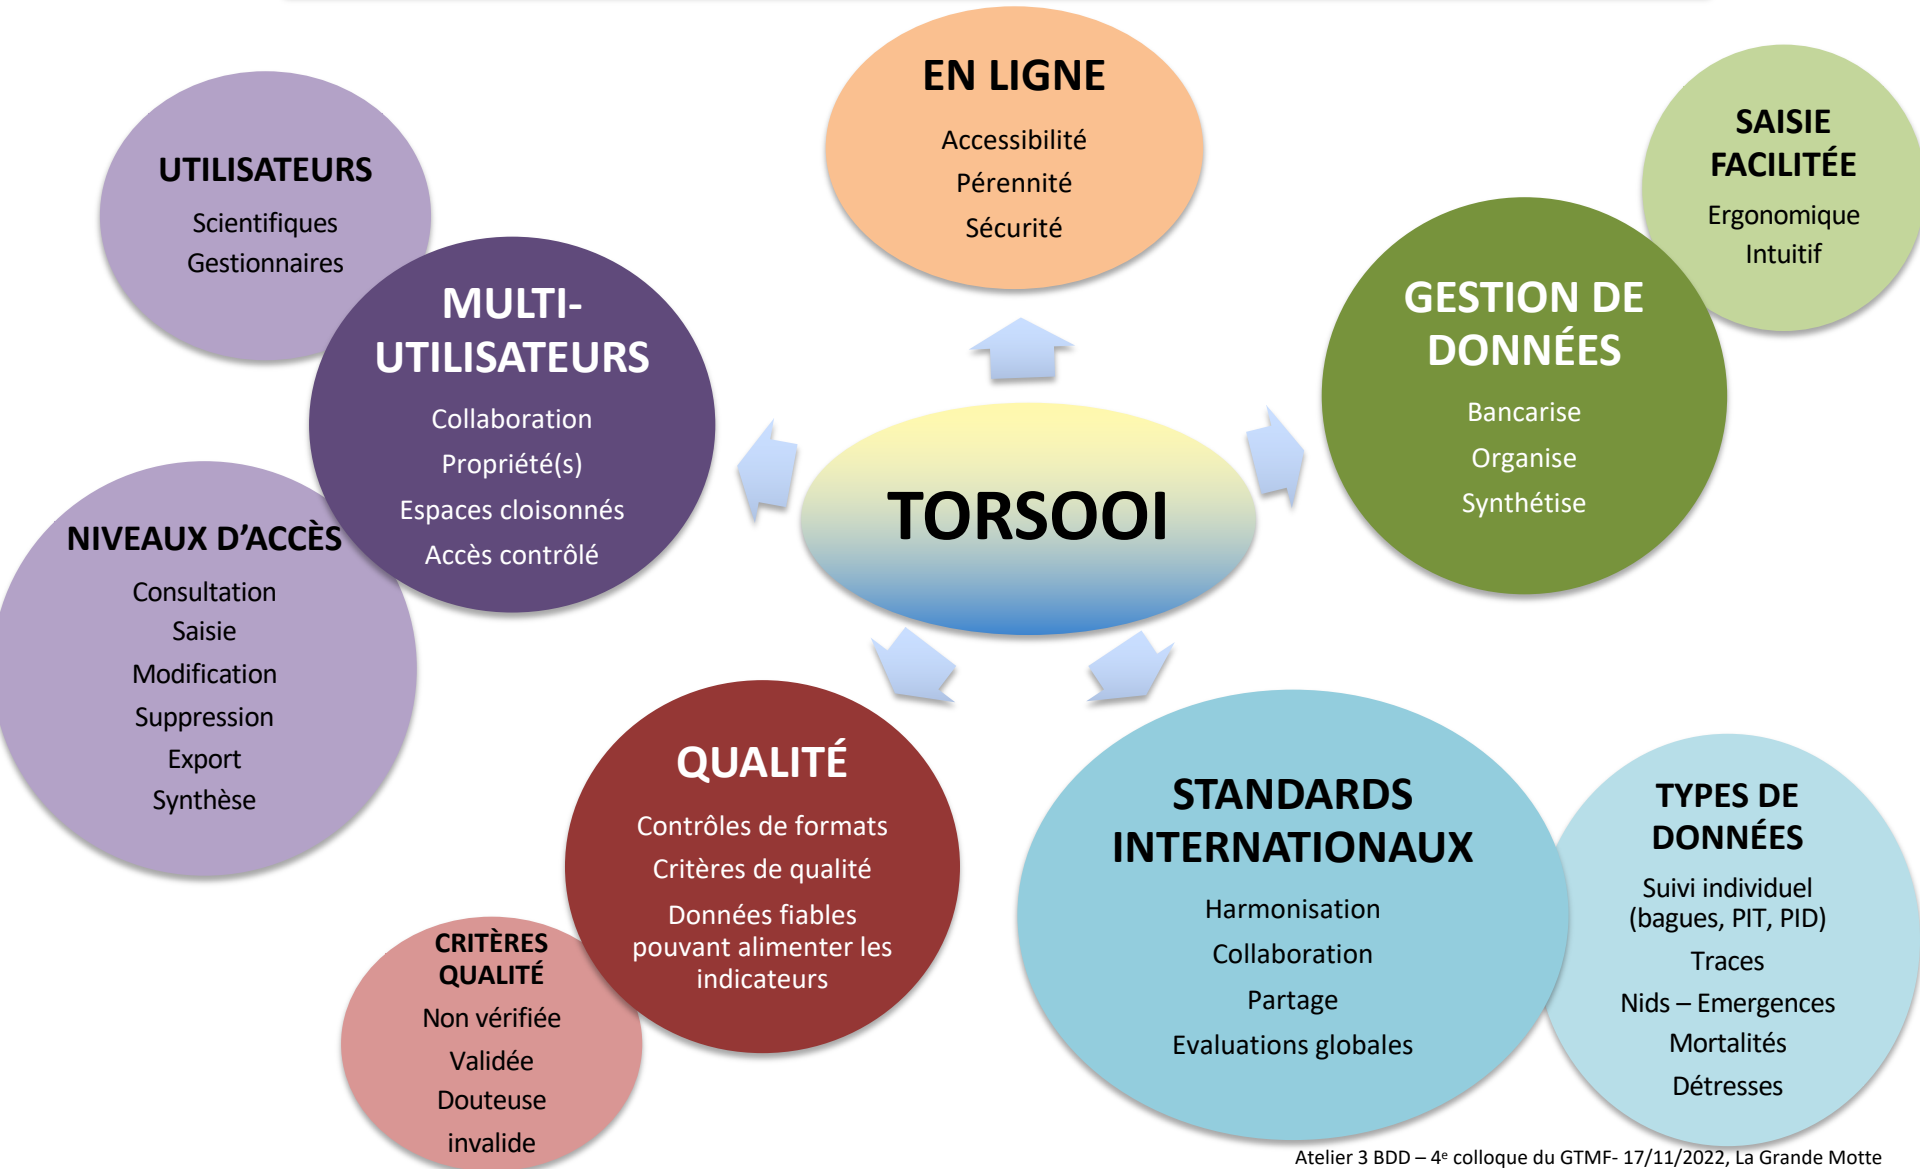 EN LIGNE
Accessibilité
Pérennité
Sécurité
UTILISATEURS
Scientifiques
Gestionnaires
MULTI-
UTILISATEURS
Collaboration
Propriété(s)
Espaces cloisonnés
Accès contrôlé
NIVEAUX D’ACCÈS
Consultation
Saisie
Modification
Suppression
Export
Synthèse
SAISIE
FACILITÉE
Ergonomique
Intuitif
GESTION DE
DONNÉES
Bancarise
Organise
Synthétise
TORSOOI
QUALITÉ
Contrôles de formats
Critères de qualité
Données fiables
pouvant alimenter les
indicateurs
CRITÈRES
QUALITÉ
Non vérifiée
Validée
Douteuse
invalide
STANDARDS
INTERNATIONAUX
Harmonisation
Collaboration
Partage
Evaluations globales
TYPES DE
DONNÉES
Suivi individuel
(bagues, PIT, PID)
Traces
Nids – Emergences
Mortalités
Détresses
Atelier 3 BDD – 4e colloque du GTMF- 17/11/2022, La Grande Motte